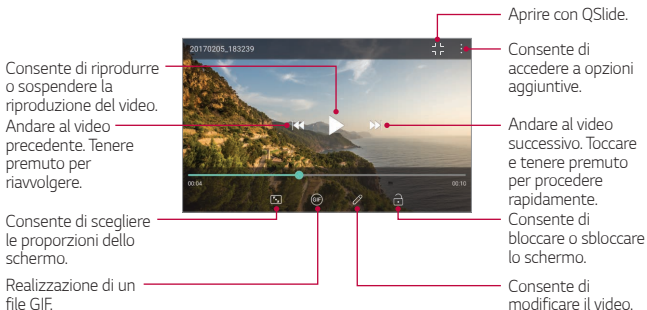 Aprire con QSlide.
20170205_183239
Consente di
accedere a opzioni
aggiuntive.
Consente di riprodurre
o sospendere la
riproduzione del video.
Andare al video
precedente. Tenere
premuto per
riavvolgere.
Andare al video
successivo. Toccare
e tenere premuto
per procedere
rapidamente.
00:04
00:10
GIF
Consente di scegliere
le proporzioni dello
schermo.
Consente di
bloccare o sbloccare
lo schermo.
Realizzazione di un
file GIF.
Consente di
modificare il video.